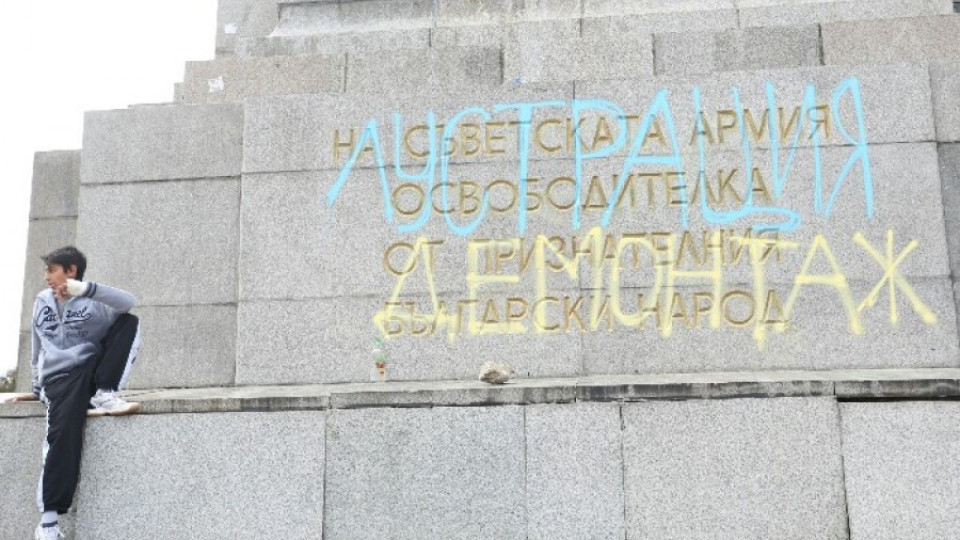 НА СЪВЕТСКАТА АРМИЯ
ОСВОБОДИТЕЛКА
ОТ ПРИЗНАТЕЛНИЯ
БЪЛГАРСКИ НАРОД
ЛУСТРАЦИЯ
ДЕМОНТАЖ